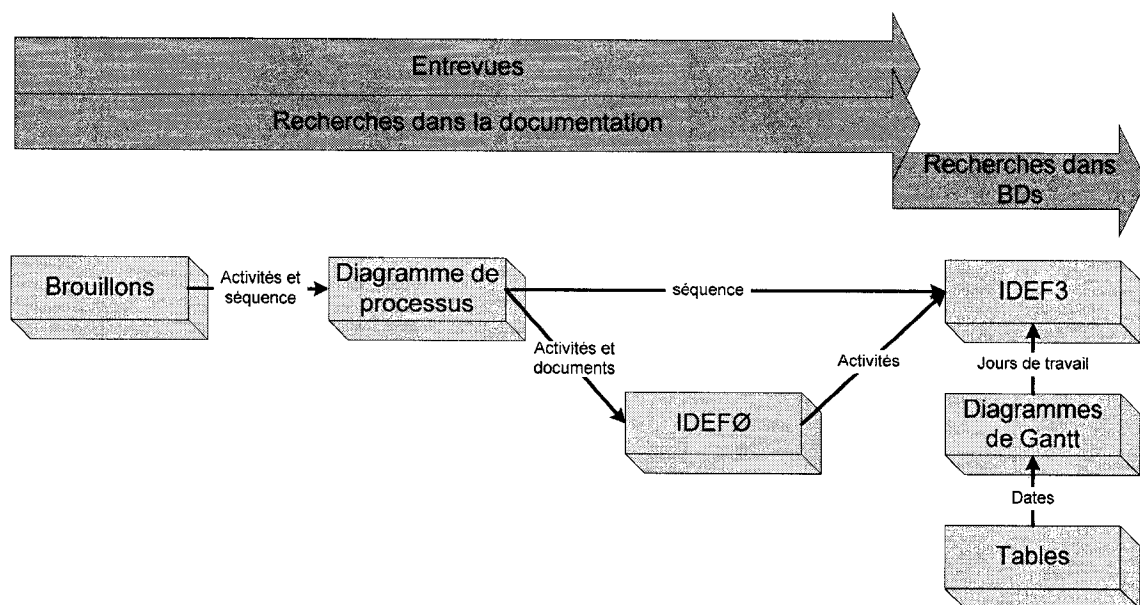 Entrevues
Recherches dans la documentation
Recherches dans
BDs
Brouillons
Activités et
séquence
Diagramme de
processus
séquence
IDEF3
Activités et
documents
Activités
Jours de travail
IDEFØ
Diagrammes
de Gantt
Dates
Tables